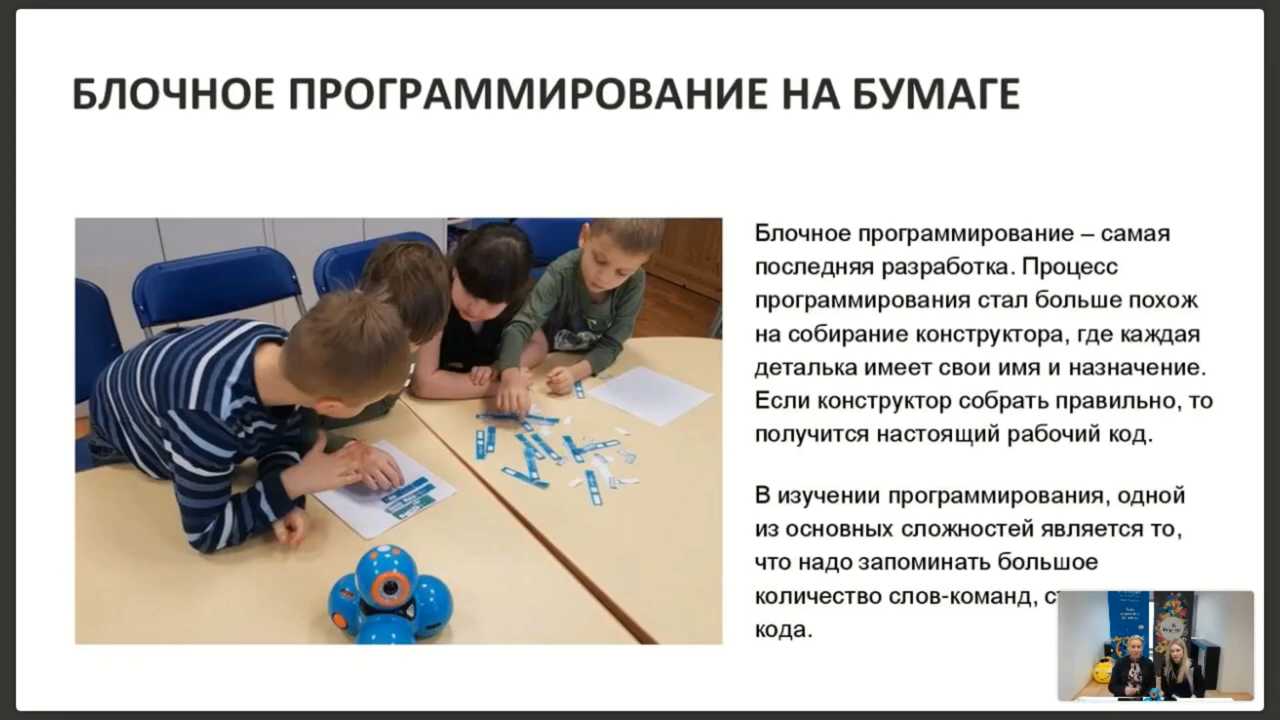 БЛОЧНОЕ ПРОГРАММИРОВАНИЕ НА БУМАГЕ
Блочное программирование – самая
последняя разработка. Процесс
программирования стал больше похож
на собирание конструктора, где каждая
деталька имеет свои имя и назначение.
Если конструктор собрать правильно, то
получится настоящий рабочий код.
В изучении программирования, одной
из основных сложностей является то,
что надо запоминать большое
количество слов-команд,
кода.